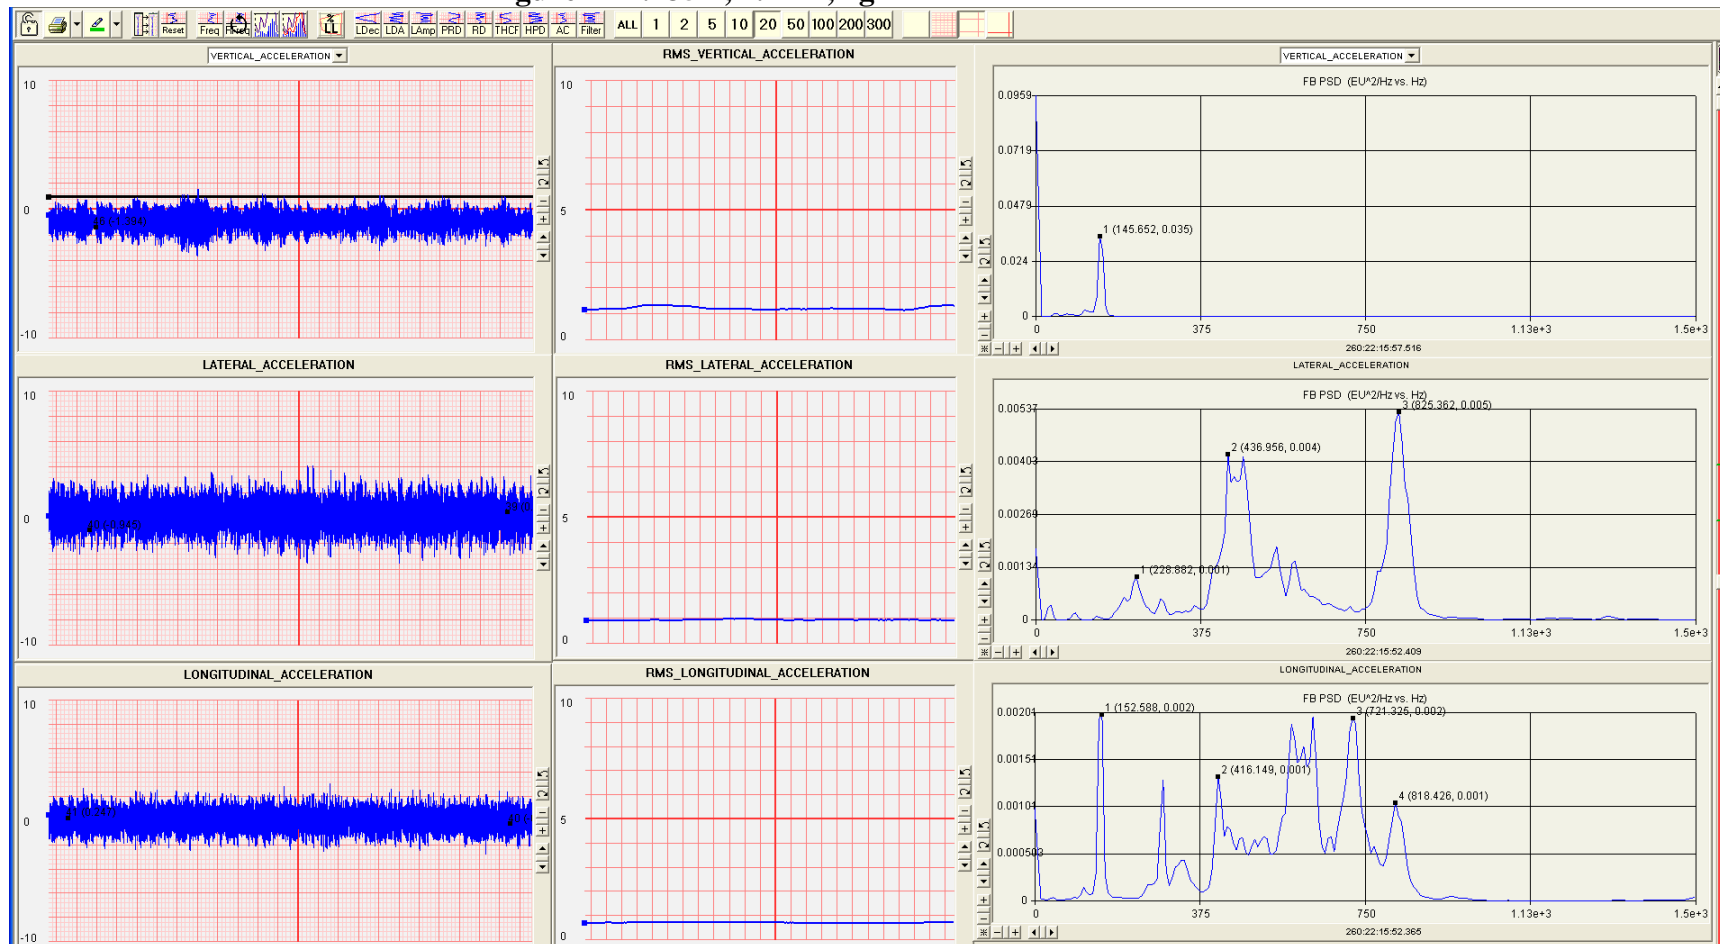 Reset Freq LL LDec LDA LAmp PRD RD THCF HPD AC Filter ALL 1 2 5 10 20 50 100 200 300
VERTICAL_ACCELERATION
10
0
-10
46 (-1.394)
RMS_VERTICAL_ACCELERATION
10
5
0
VERTICAL_ACCELERATION
FB PSD (EU^2/Hz vs. Hz)
0.0959
0.0719
0.0479
0.024
0
1 (145.652, 0.035)
0 375 750 1.13e+3 1.5e+3
260:22:15:57.516
LATERAL_ACCELERATION
10
0
-10
40 (-0.945)
RMS_LATERAL_ACCELERATION
10
5
0
LATERAL_ACCELERATION
FB PSD (EU^2/Hz vs. Hz)
0.00537
0.00403
0.00269
0.00134
0
1 (228.882, 0.001)
2 (436.956, 0.004)
3 (825.362, 0.005)
0 375 750 1.13e+3 1.5e+3
260:22:15:52.409
LONGITUDINAL_ACCELERATION
10
0
-10
RMS_LONGITUDINAL_ACCELERATION
10
5
0
LONGITUDINAL_ACCELERATION
FB PSD (EU^2/Hz vs. Hz)
0.00201
0.00154
0.00101
0.000503
0
1 (152.588, 0.002)
2 (416.149, 0.001)
3 (721.325, 0.002)
4 (818.426, 0.001)
0 375 750 1.13e+3 1.5e+3
260:22:15:52.365